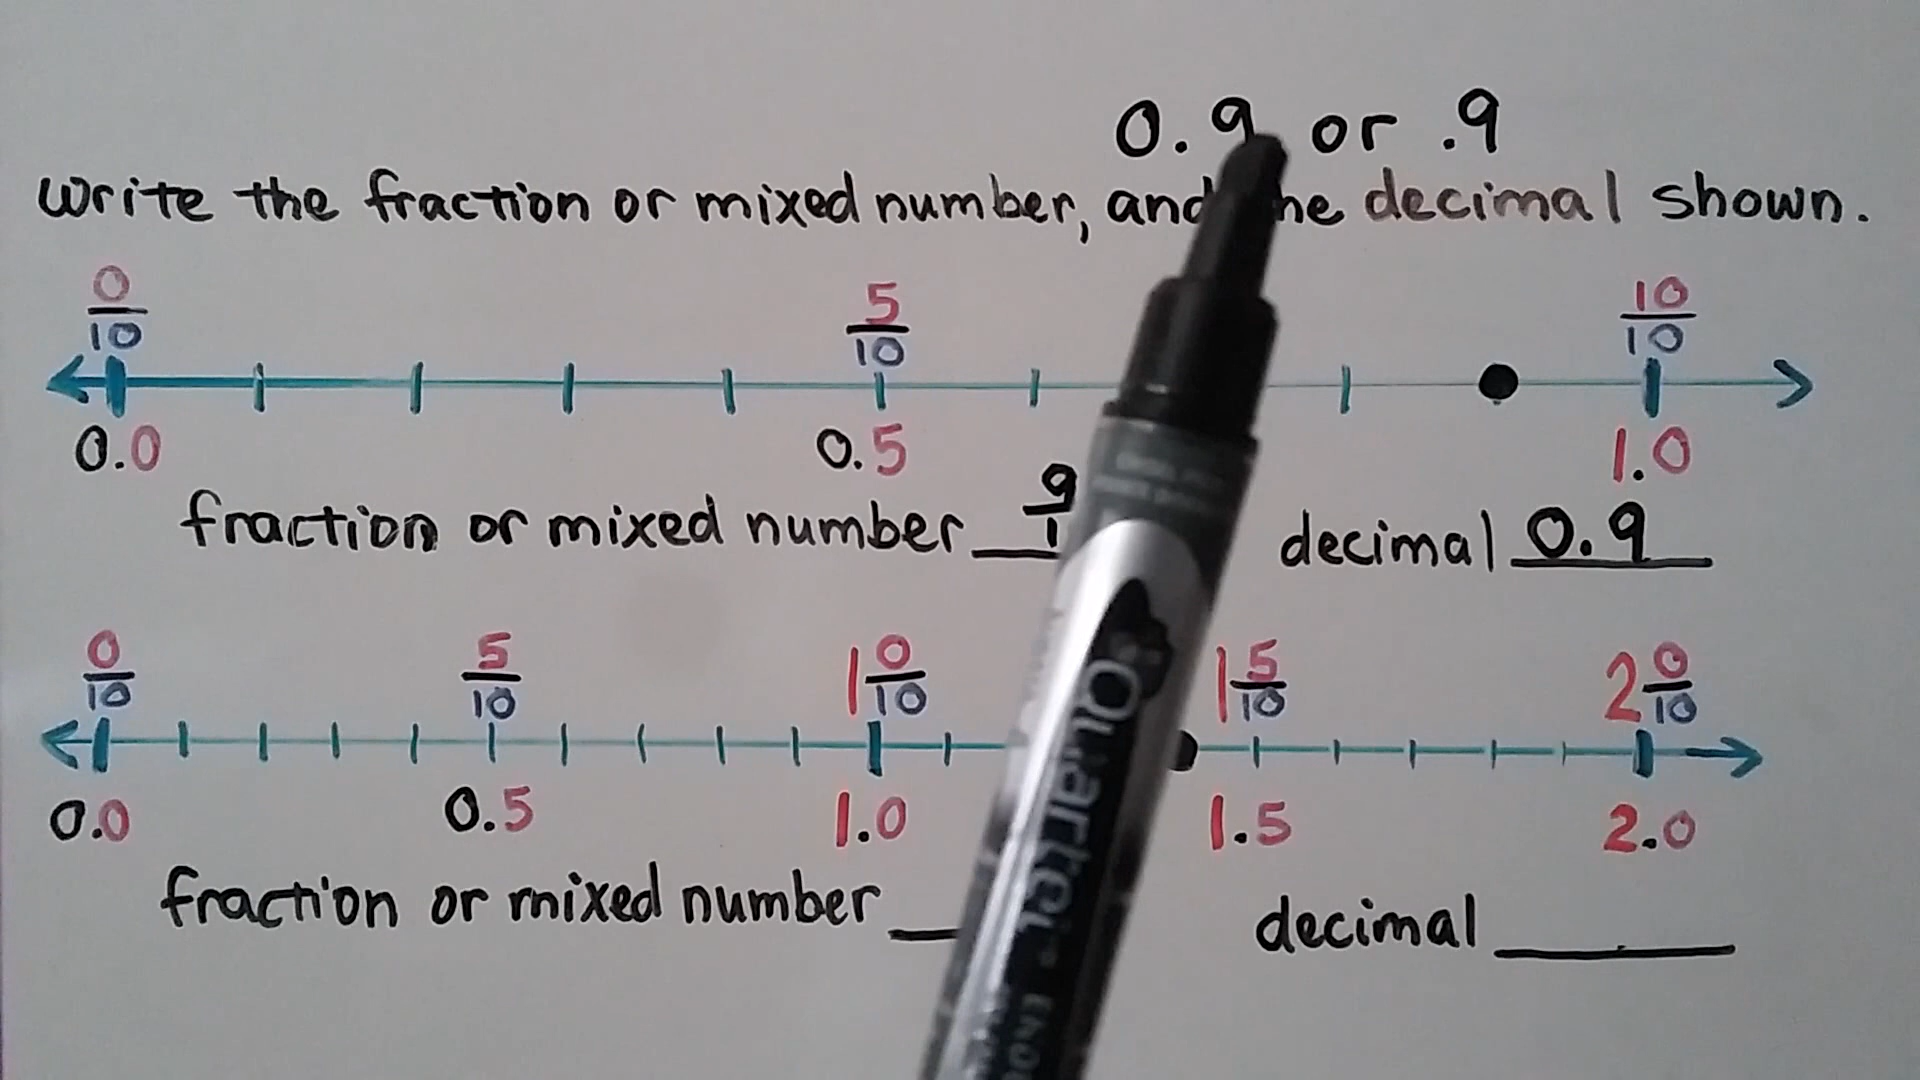 0.9 or .9
Write the fraction or mixed number, and decimal shown.
0/10 5/10 10/10
0.0 0.5 1.0
fraction or mixed number 9 decimal 0.9
0/10 5/10 1 0/10 1 5/10 2 0/10
0.0 0.5 1.0 1.5 2.0
fraction or mixed number decimal
Quartet